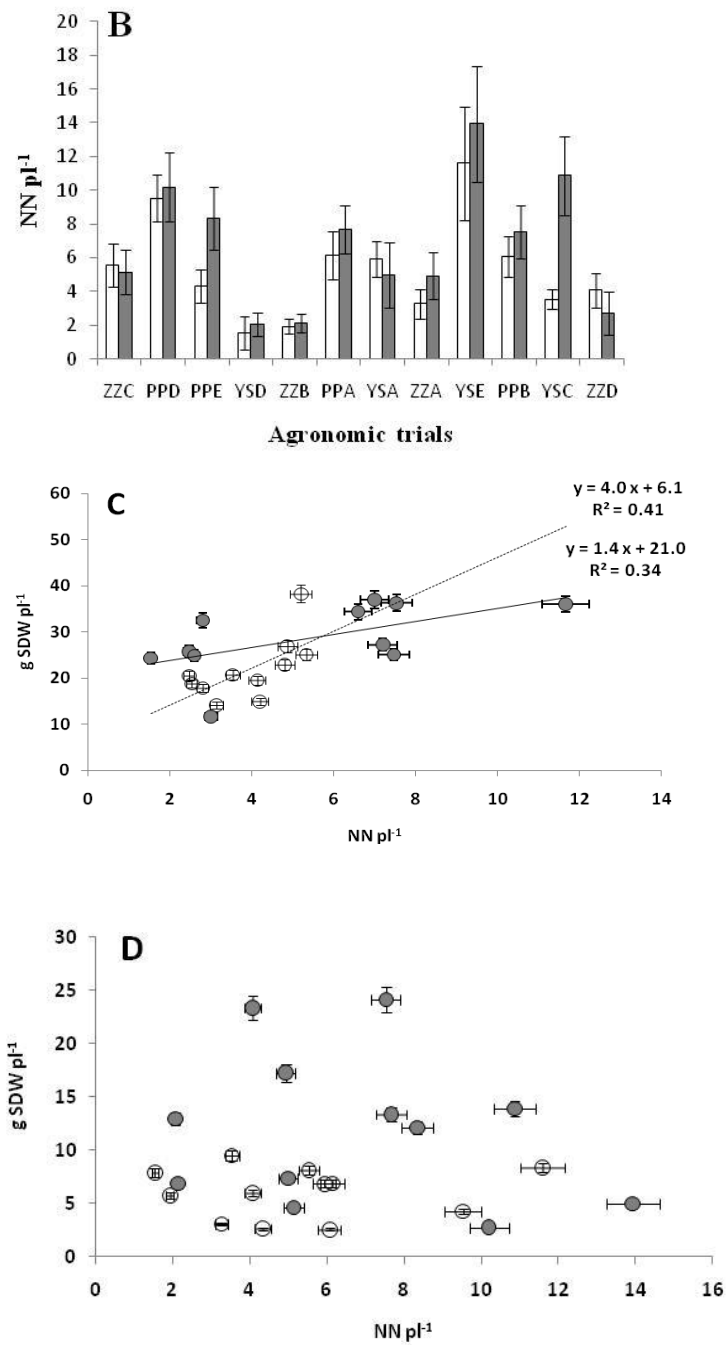 B
20
18
16
14
12
10
8
6
4
2
0
NN pl-1
ZZC PPD PPE YSD ZZB PPA YSA ZZA YSE PPB YSC ZZD
Agronomic trials
C
y = 4.0 x + 6.1
R² = 0.41
y = 1.4 x + 21.0
R² = 0.34
60
50
40
30
20
10
0
g SDW pl-1
0 2 4 6 8 10 12 14
NN pl-1
D
30
25
20
15
10
5
0
g SDW pl-1
0 2 4 6 8 10 12 14 16
NN pl-1